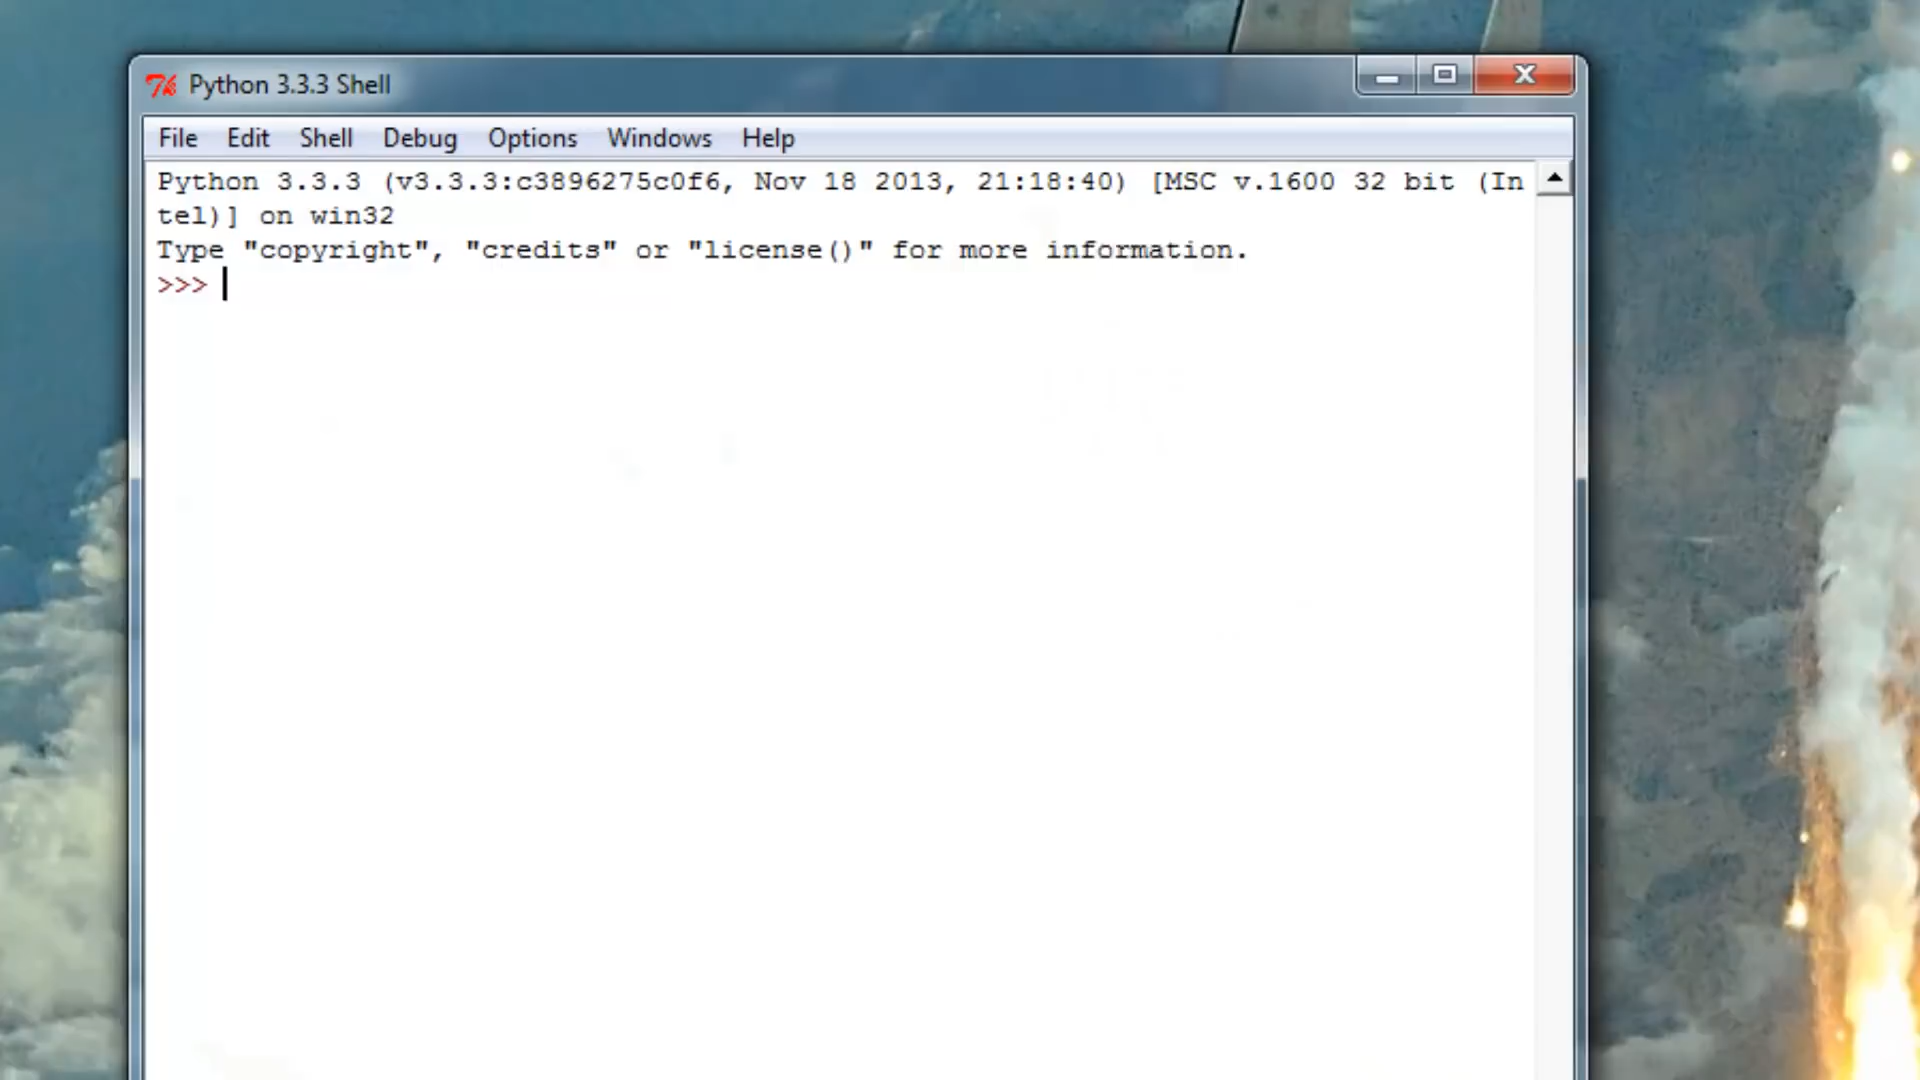 Python 3.3.3 Shell
File Edit Shell Debug Options Windows Help
Python 3.3.3 (v3.3.3:c3896275c0f6, Nov 18 2013, 21:18:40) [MSC v.1600 32 bit (In
tel)] on win32
Type "copyright", "credits" or "license()" for more information.
>>>